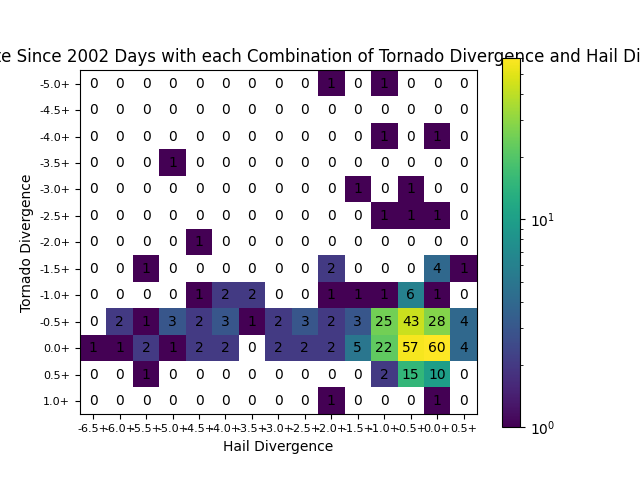 te Since 2002 Days with each Combination of Tornado Divergence and Hail Di
Tornado Divergence
-5.0+ 0 0 0 0 0 0 0 0 0 1 0 1 0 0 0
-4.5+ 0 0 0 0 0 0 0 0 0 0 0 0 0 0 0
-4.0+ 0 0 0 0 0 0 0 0 0 0 0 1 0 1 0
-3.5+ 0 0 0 1 0 0 0 0 0 0 0 0 0 0 0
-3.0+ 0 0 0 0 0 0 0 0 0 0 1 0 1 0 0
-2.5+ 0 0 0 0 0 0 0 0 0 0 0 1 1 1 0
-2.0+ 0 0 0 0 1 0 0 0 0 0 0 0 0 0 0
-1.5+ 0 0 1 0 0 0 0 0 0 2 0 0 0 4 1
-1.0+ 0 0 0 0 1 2 2 0 0 1 1 1 6 1 0
-0.5+ 0 2 1 3 2 3 1 2 3 2 3 25 43 28 4
0.0+ 1 1 2 1 2 2 0 2 2 2 5 22 57 60 4
0.5+ 0 0 1 0 0 0 0 0 0 0 0 2 15 10 0
1.0+ 0 0 0 0 0 0 0 0 0 1 0 0 0 1 0
-6.5+ -6.0+ -5.5+ -5.0+ -4.5+ -4.0+ -3.5+ -3.0+ -2.5+ -2.0+ -1.5+ -1.0+ -0.5+ 0.0+ 0.5+
Hail Divergence
10¹
10⁰